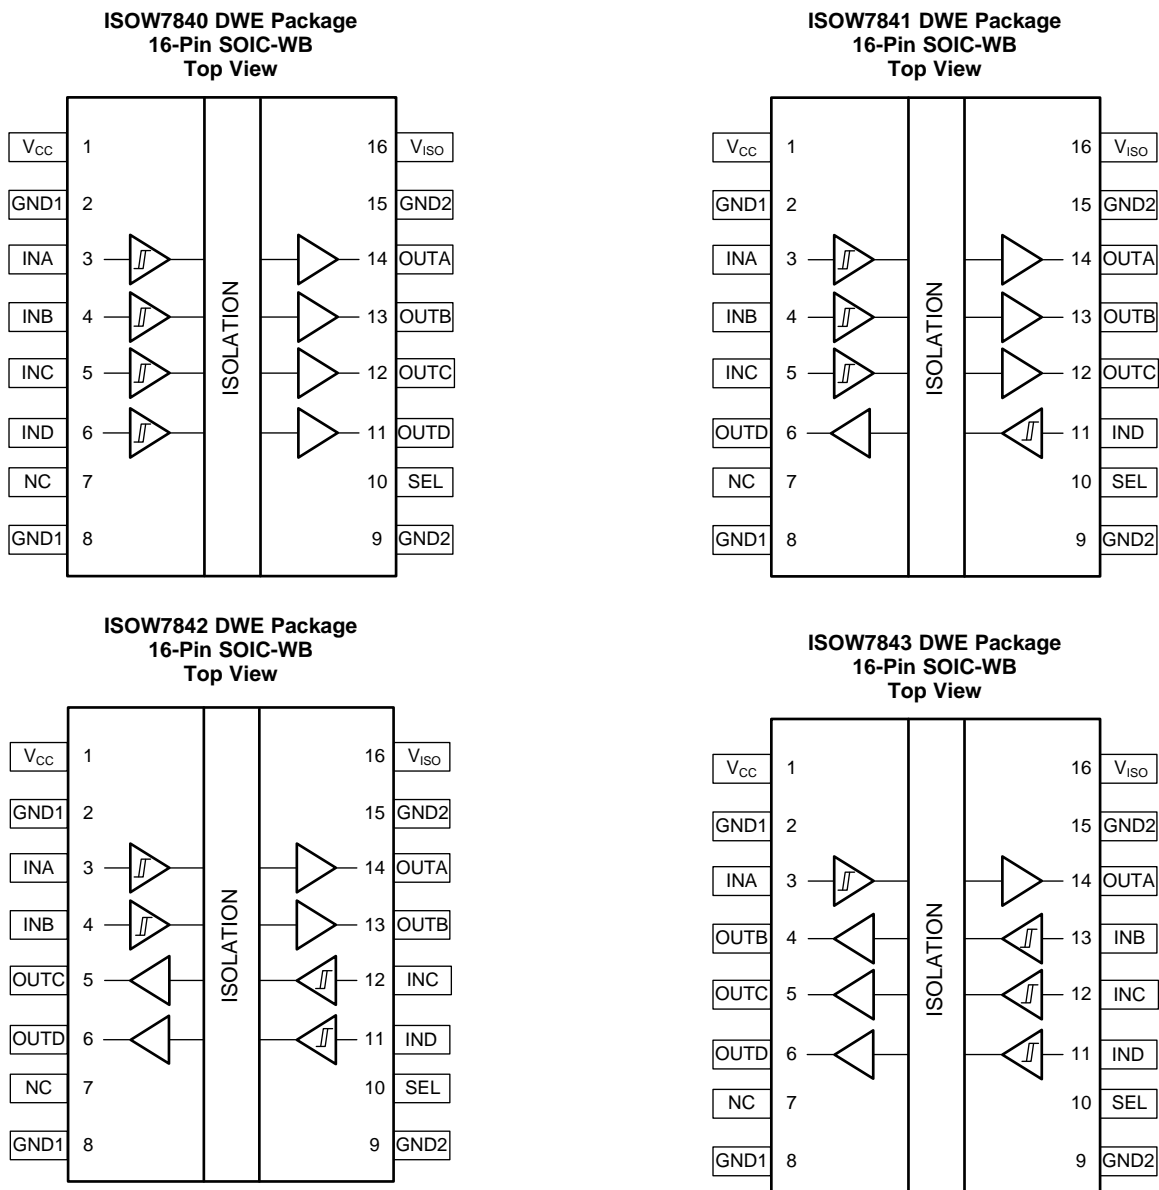 ISOW7840 DWE Package
16-Pin SOIC-WB
Top View
VCC 1 16 VISO
GND1 2 15 GND2
INA 3 14 OUTA
INB 4 13 OUTB
INC 5 12 OUTC
IND 6 11 OUTD
NC 7 10 SEL
GND1 8 9 GND2
ISOLATION
ISOW7841 DWE Package
16-Pin SOIC-WB
Top View
VCC 1 16 VISO
GND1 2 15 GND2
INA 3 14 OUTA
INB 4 13 OUTB
INC 5 12 OUTC
OUTD 6 11 IND
NC 7 10 SEL
GND1 8 9 GND2
ISOLATION
ISOW7842 DWE Package
16-Pin SOIC-WB
Top View
VCC 1 16 VISO
GND1 2 15 GND2
INA 3 14 OUTA
INB 4 13 OUTB
OUTC 5 12 INC
OUTD 6 11 IND
NC 7 10 SEL
GND1 8 9 GND2
ISOLATION
ISOW7843 DWE Package
16-Pin SOIC-WB
Top View
VCC 1 16 VISO
GND1 2 15 GND2
INA 3 14 OUTA
OUTB 4 13 INB
OUTC 5 12 INC
OUTD 6 11 IND
NC 7 10 SEL
GND1 8 9 GND2
ISOLATION